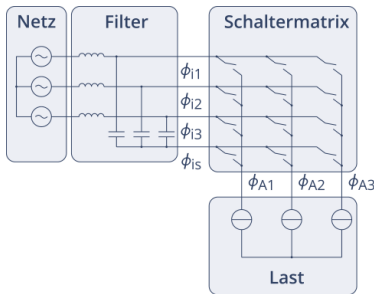 Netz Filter Schaltermatrix
ϕi1
ϕi2
ϕi3
ϕis
ϕA1 ϕA2 ϕA3
Last